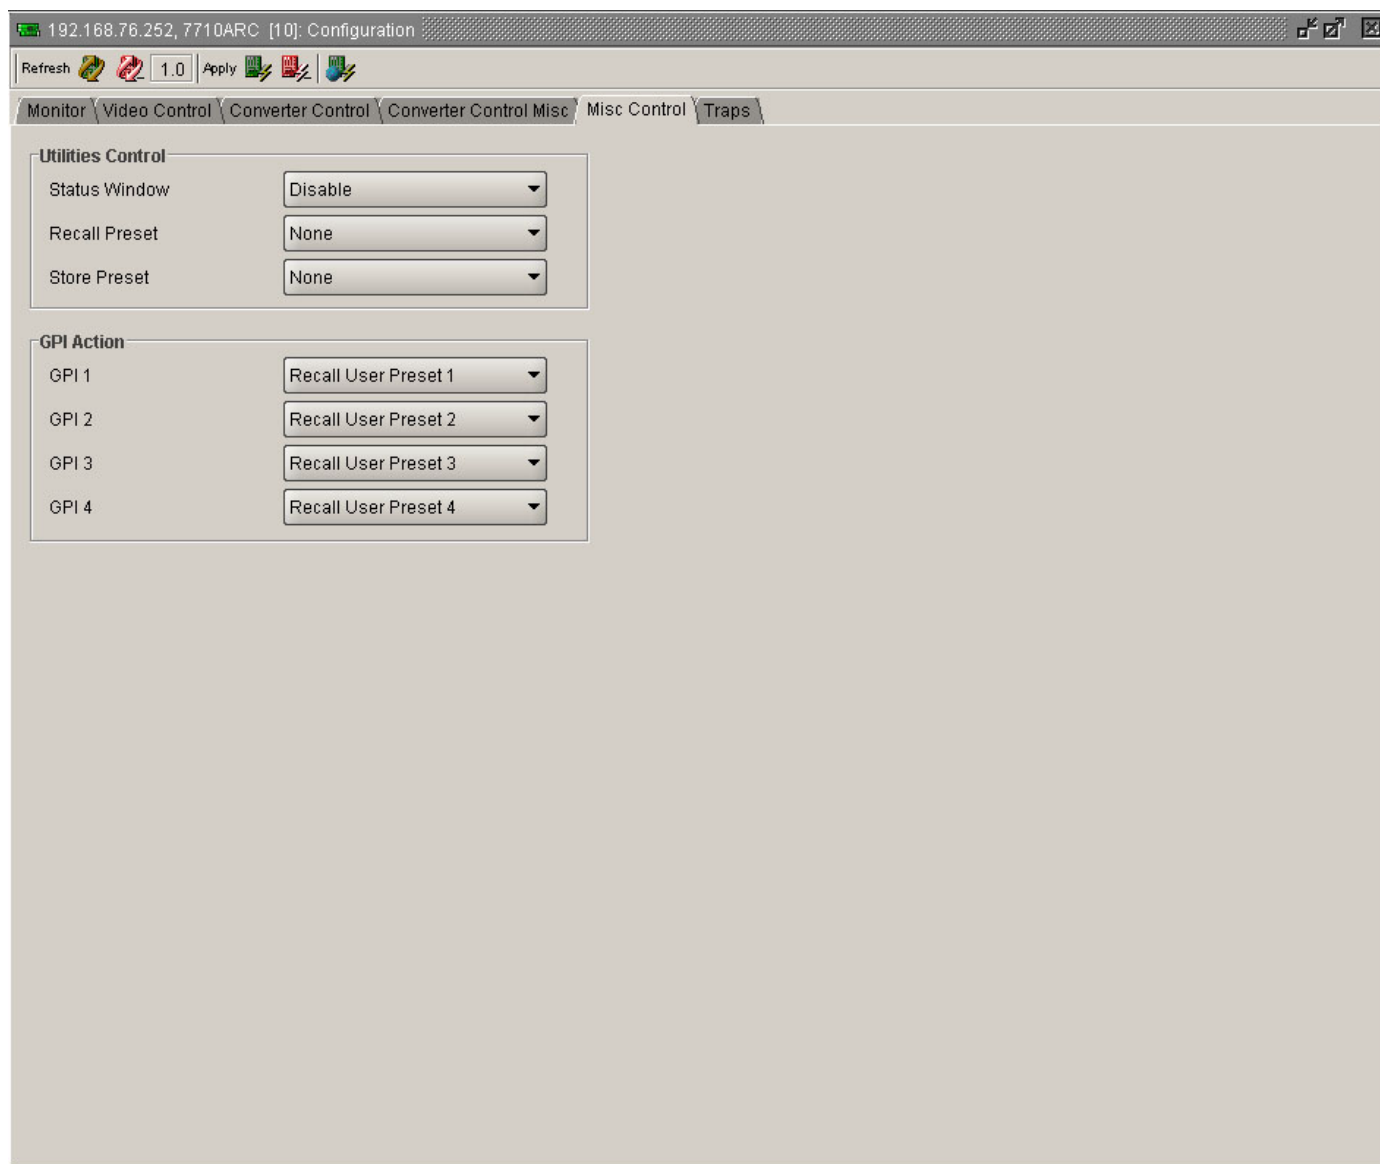 192.168.76.252, 7710ARC [10]: Configuration
Refresh 1.0 Apply
Monitor Video Control Converter Control Converter Control Misc Misc Control Traps
Utilities Control
Status Window Disable
Recall Preset None
Store Preset None
GPI Action
GPI 1 Recall User Preset 1
GPI 2 Recall User Preset 2
GPI 3 Recall User Preset 3
GPI 4 Recall User Preset 4